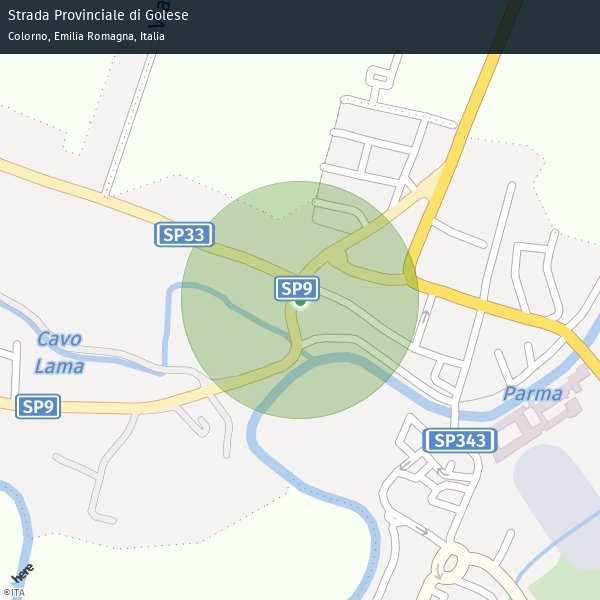 Strada Provinciale di Golese
Colorno, Emilia Romagna, Italia
SP33
SP9
Cavo
Lama
SP9
Parma
SP343
here
©ITA